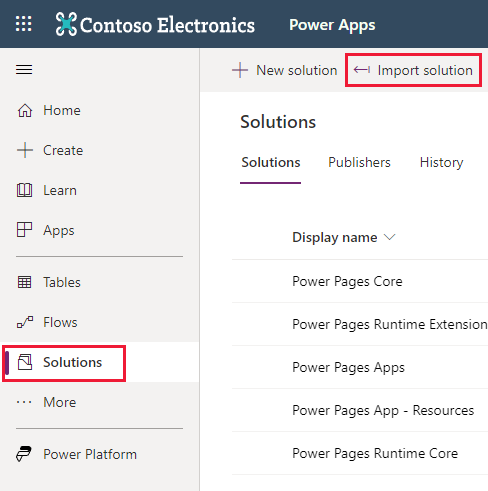 Contoso Electronics Power Apps
New solution Import solution
Home
Create
Learn
Apps
Tables
Flows
Solutions
More
Power Platform
Solutions
Solutions Publishers History
Display name
Power Pages Core
Power Pages Runtime Extension
Power Pages Apps
Power Pages App - Resources
Power Pages Runtime Core